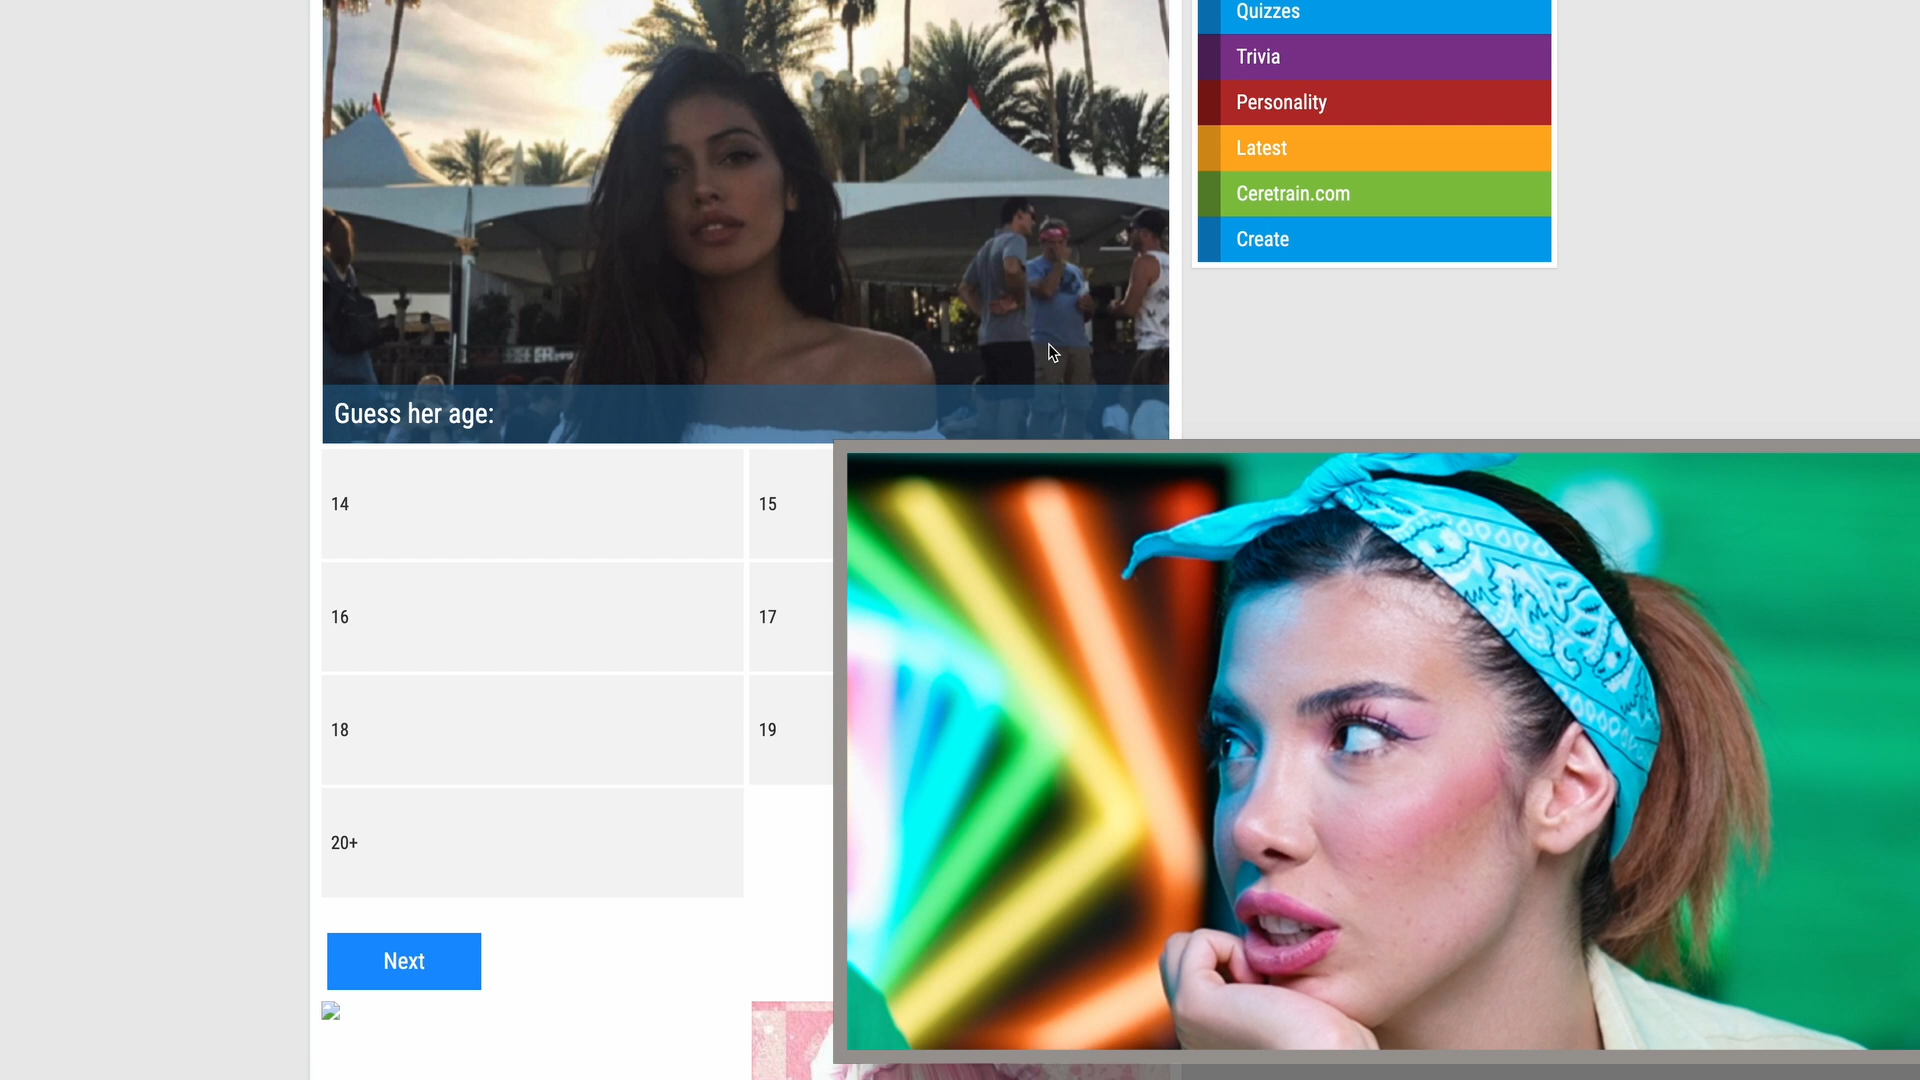 Quizzes
Trivia
Personality
Latest
Ceretrain.com
Create
Guess her age:
14
15
16
17
18
19
20+
Next